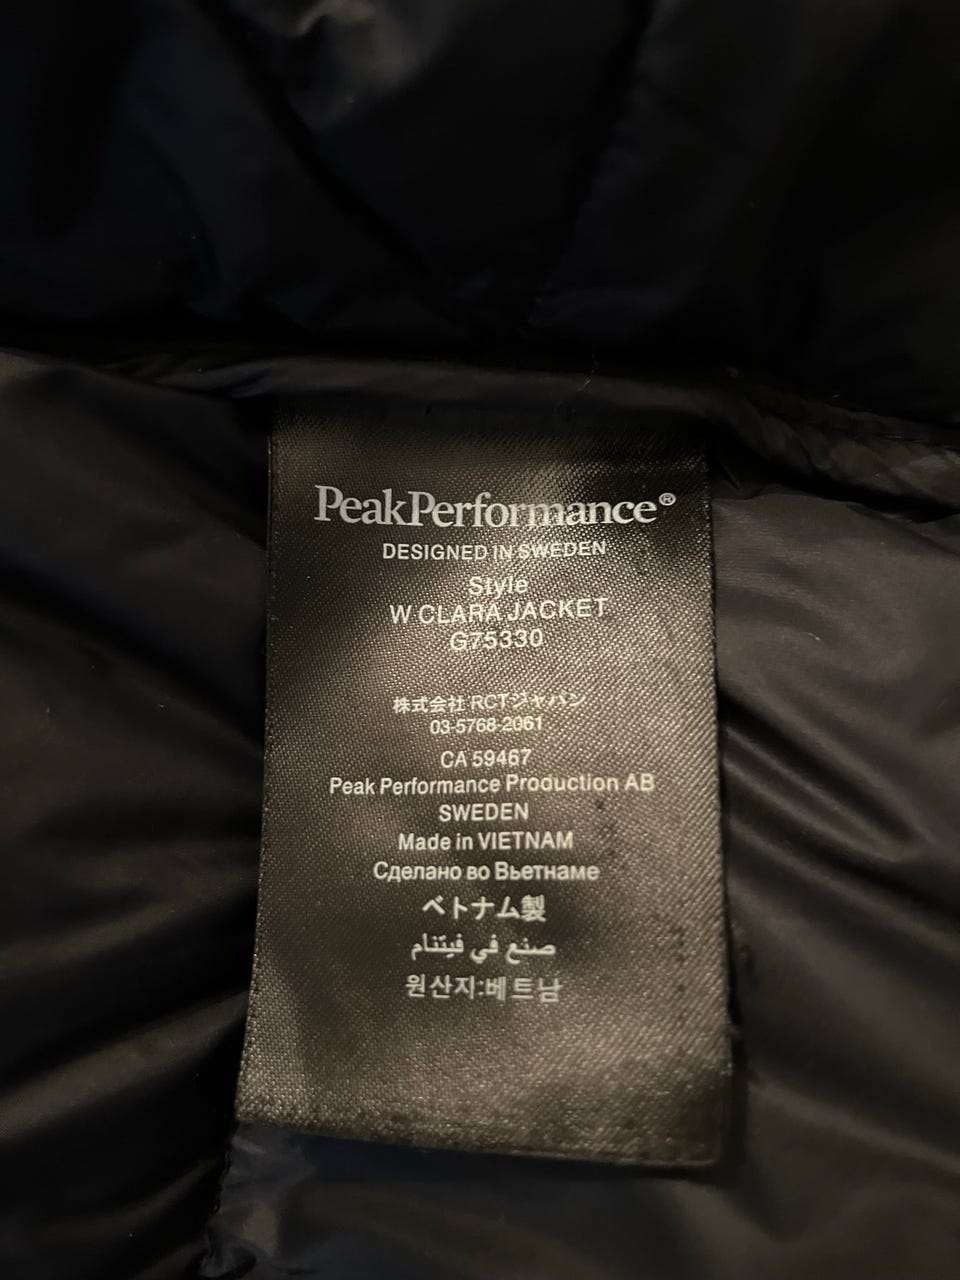 PeakPerformance®
DESIGNED IN SWEDEN
Style
W CLARA JACKET
G75330
株式会社 RCTジャパン
03-5766-2061
CA 59467
Peak Performance Production AB
SWEDEN
Made in VIETNAM
Сделано во Вьетнаме
ベトナム製
صنع في فيتنام
원산지:베트남